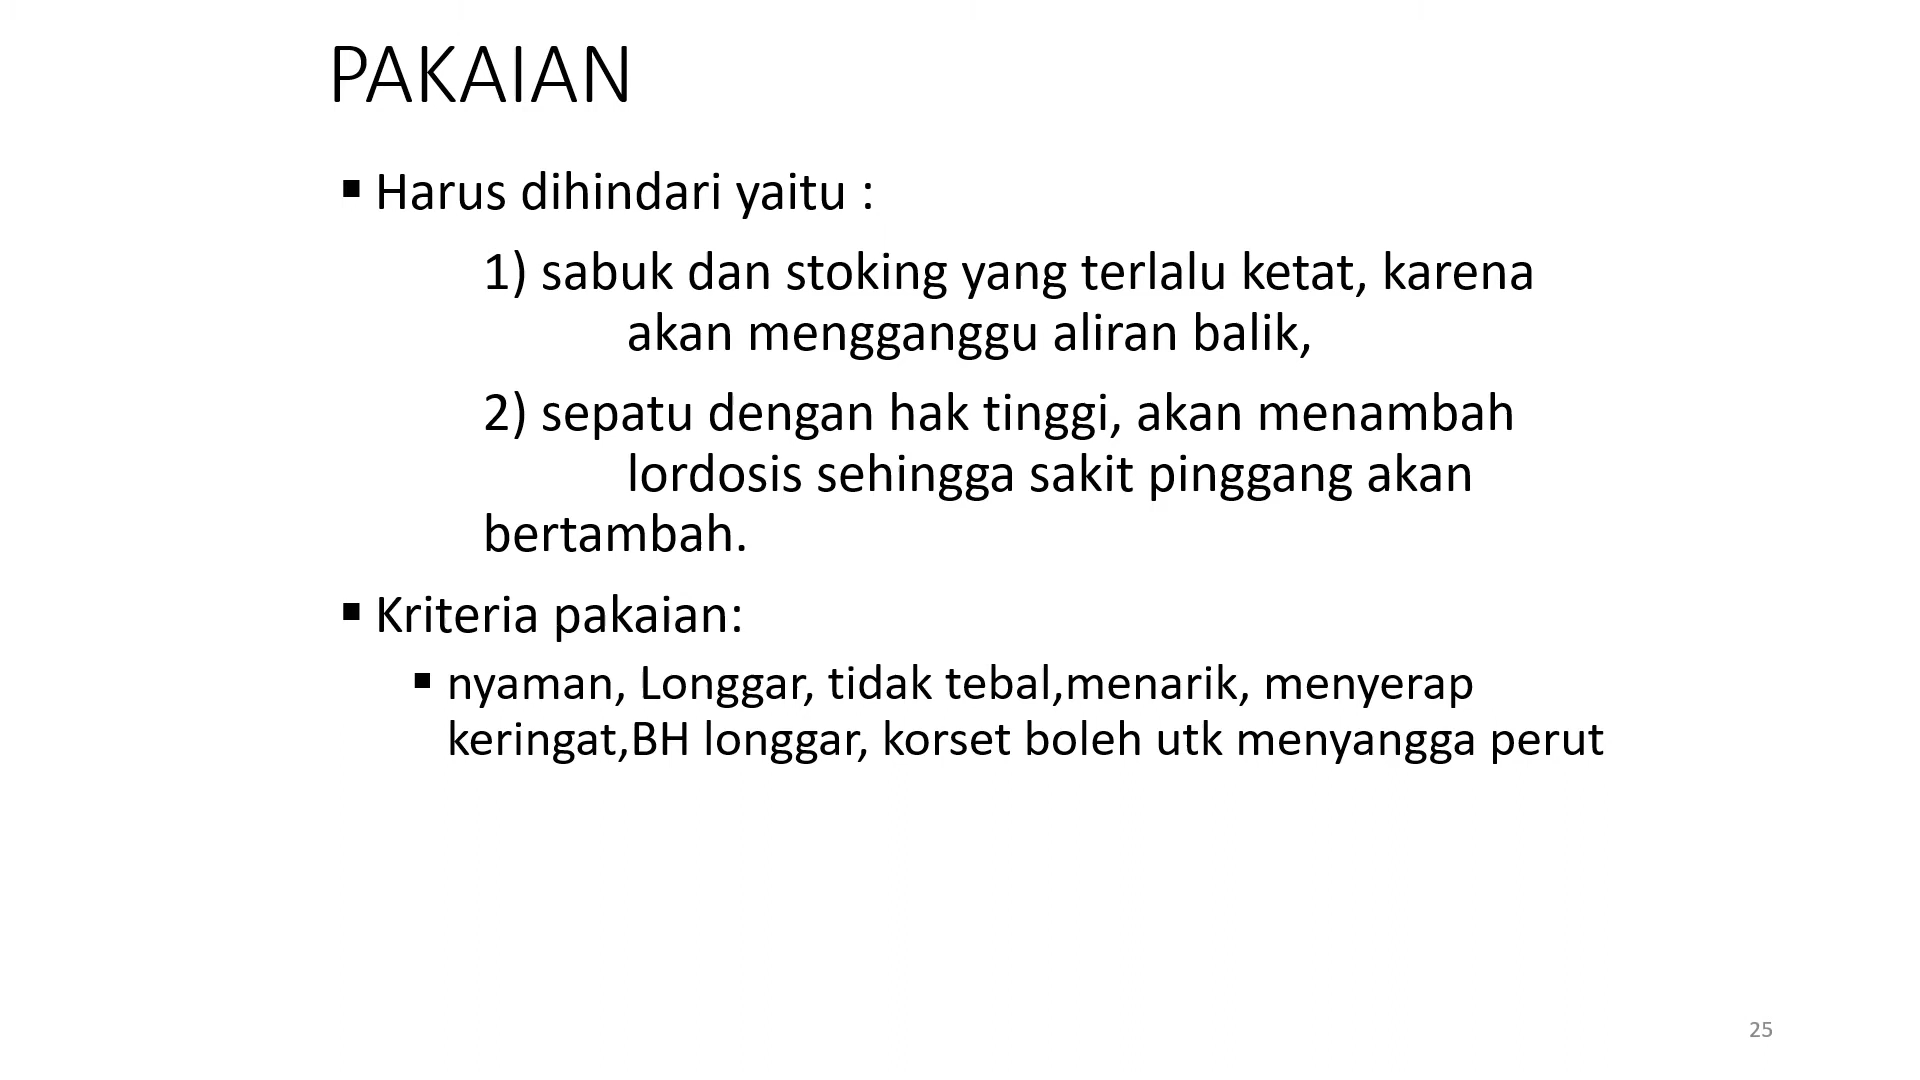 PAKAIAN
▪ Harus dihindari yaitu :
1) sabuk dan stoking yang terlalu ketat, karena
akan mengganggu aliran balik,
2) sepatu dengan hak tinggi, akan menambah
lordosis sehingga sakit pinggang akan
bertambah.
▪ Kriteria pakaian:
▪ nyaman, Longgar, tidak tebal,menarik, menyerap
keringat,BH longgar, korset boleh utk menyangga perut
25